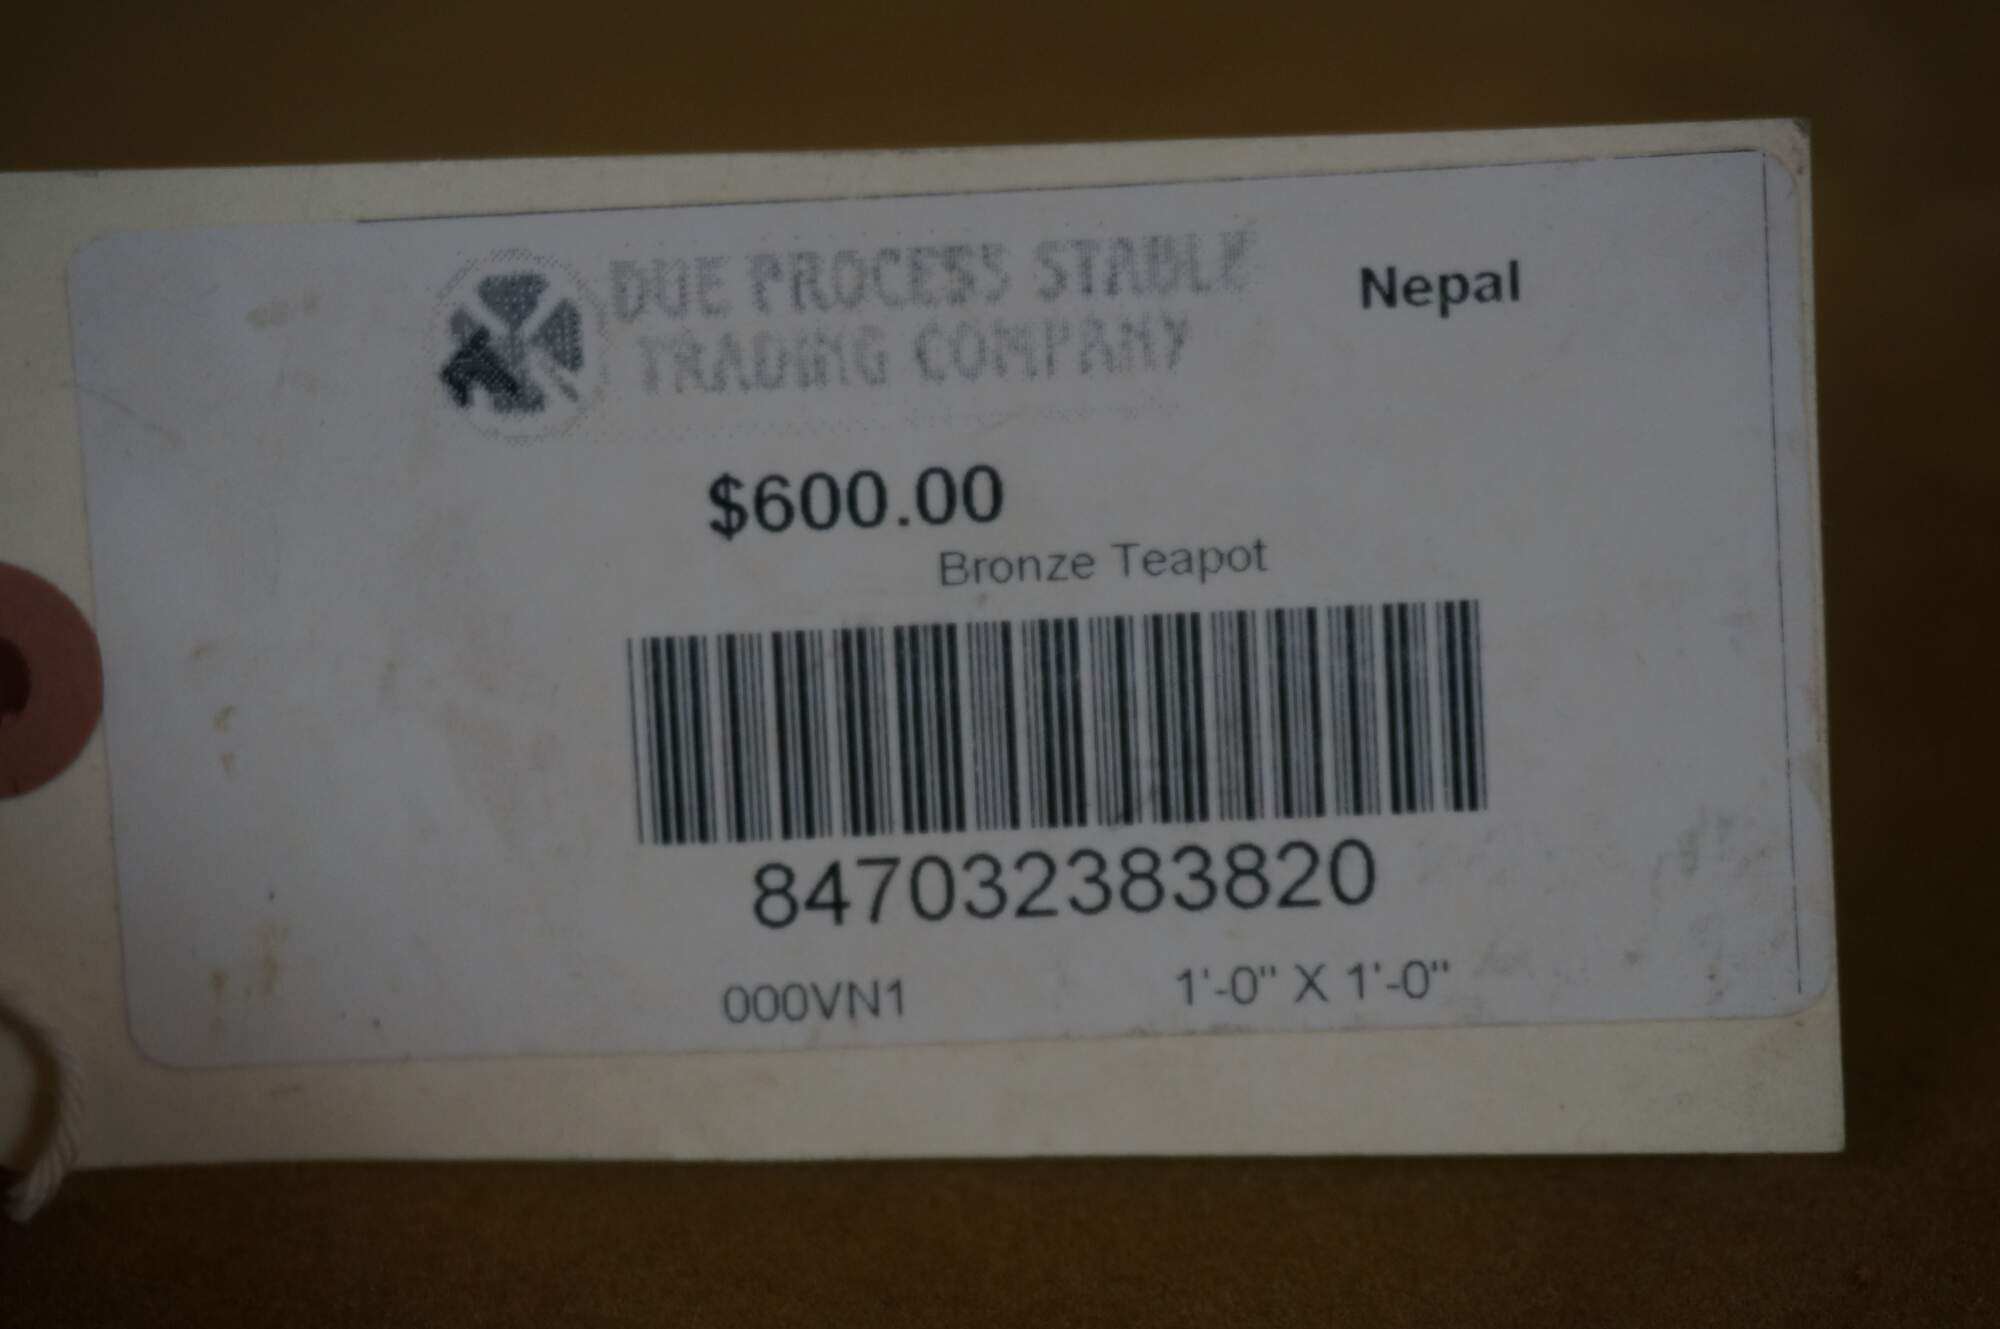 DUE PROCESS STABLE
TRADING COMPANY
Nepal
$600.00
Bronze Teapot
847032383820
000VN1 1'-0" X 1'-0"